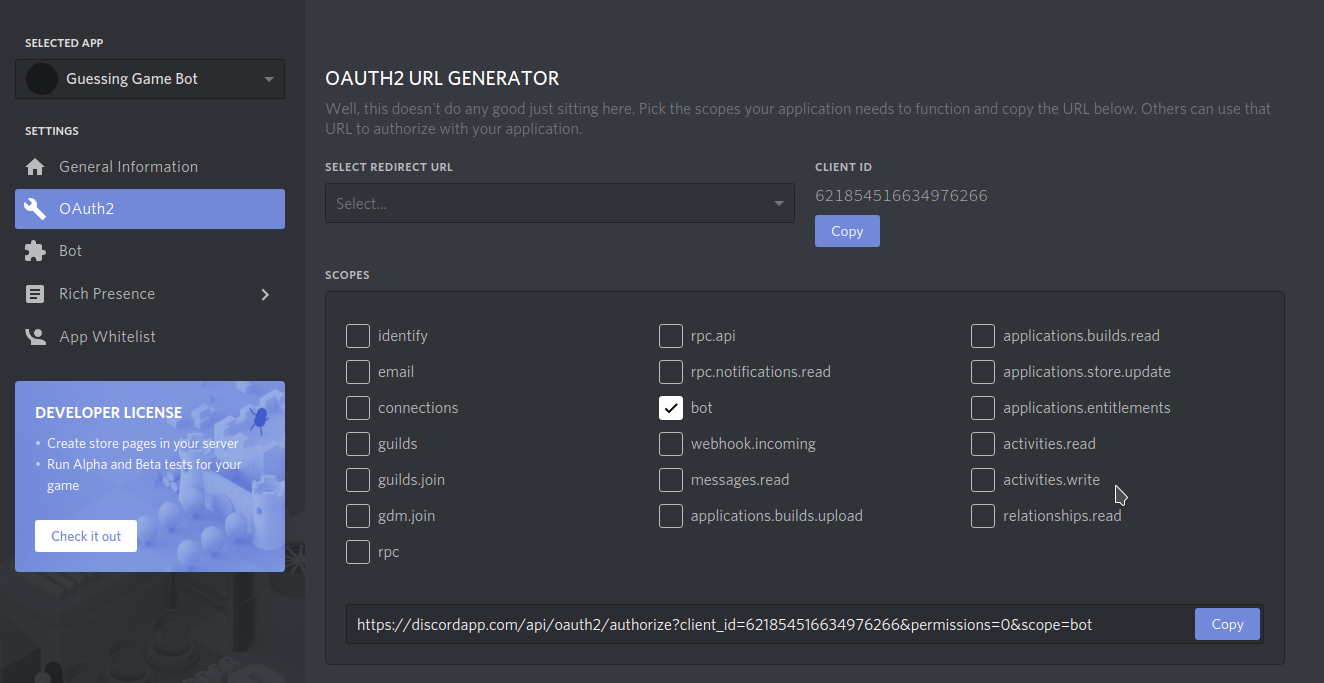 SELECTED APP
Guessing Game Bot
SETTINGS
General Information
OAuth2
Bot
Rich Presence
App Whitelist
DEVELOPER LICENSE
• Create store pages in your server
• Run Alpha and Beta tests for your
game
Check it out
OAUTH2 URL GENERATOR
Well, this doesn't do any good just sitting here. Pick the scopes your application needs to function and copy the URL below. Others can use that
URL to authorize with your application.
SELECT REDIRECT URL
Select...
CLIENT ID
621854516634976266
Copy
SCOPES
identify
email
connections
guilds
guilds.join
gdm.join
rpc
rpc.api
rpc.notifications.read
bot
webhook.incoming
messages.read
applications.builds.upload
applications.builds.read
applications.store.update
applications.entitlements
activities.read
activities.write
relationships.read
https://discordapp.com/api/oauth2/authorize?client_id=621854516634976266&permissions=0&scope=bot
Copy